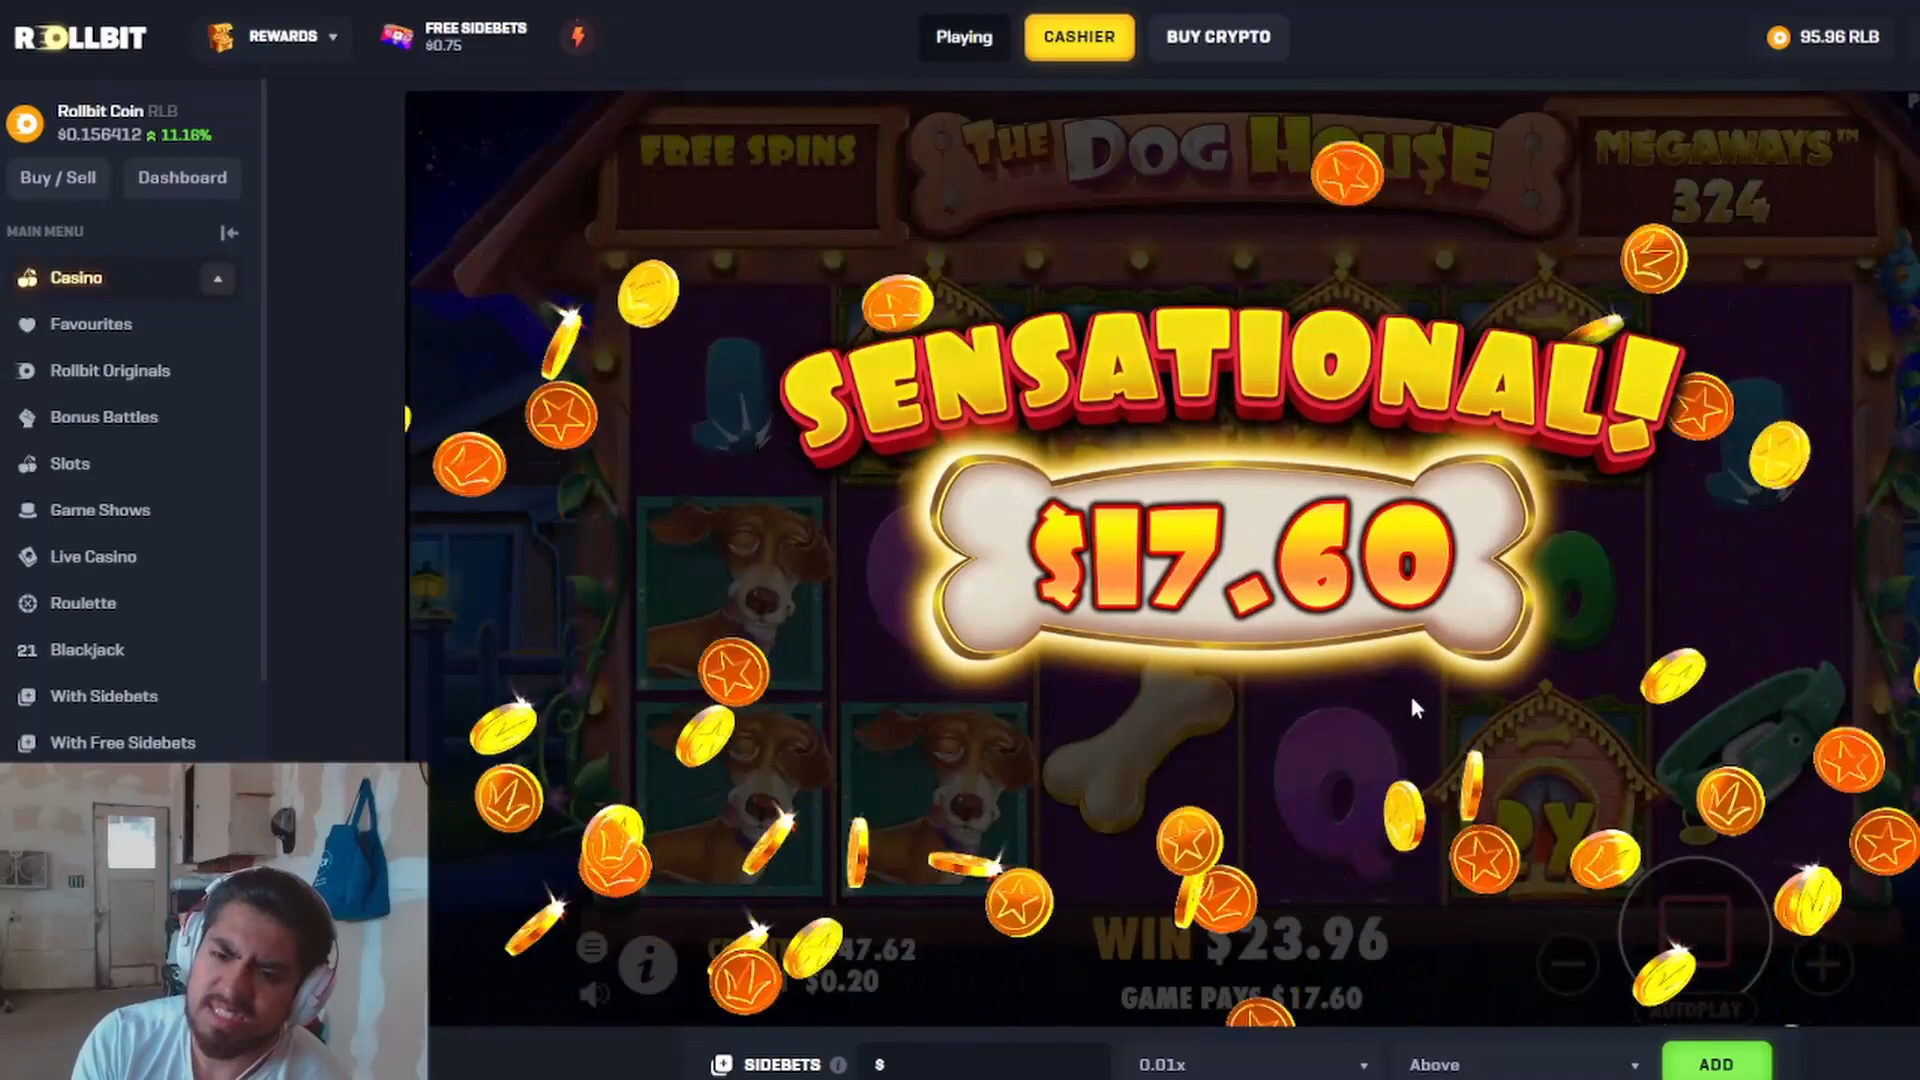 ROLLBIT
REWARDS
FREE SIDEBETS
$0.75
Playing
CASHIER
BUY CRYPTO
95.96 RLB
Rollbit Coin RLB
$0.156412 11.16%
Buy / Sell
Dashboard
MAIN MENU
Casino
Favourites
Rollbit Originals
Bonus Battles
Slots
Game Shows
Live Casino
21 Blackjack
Roulette
With Sidebets
With Free Sidebets
FREE SPINS
THE DOG HOUSE
MEGAWAYS™
324
SENSATIONAL!
$17.60
Q
47.62
$0.20
WIN $23.96
GAME PAYS $17.60
AUTOPLAY
SIDEBETS
$
0.01x
Above
ADD